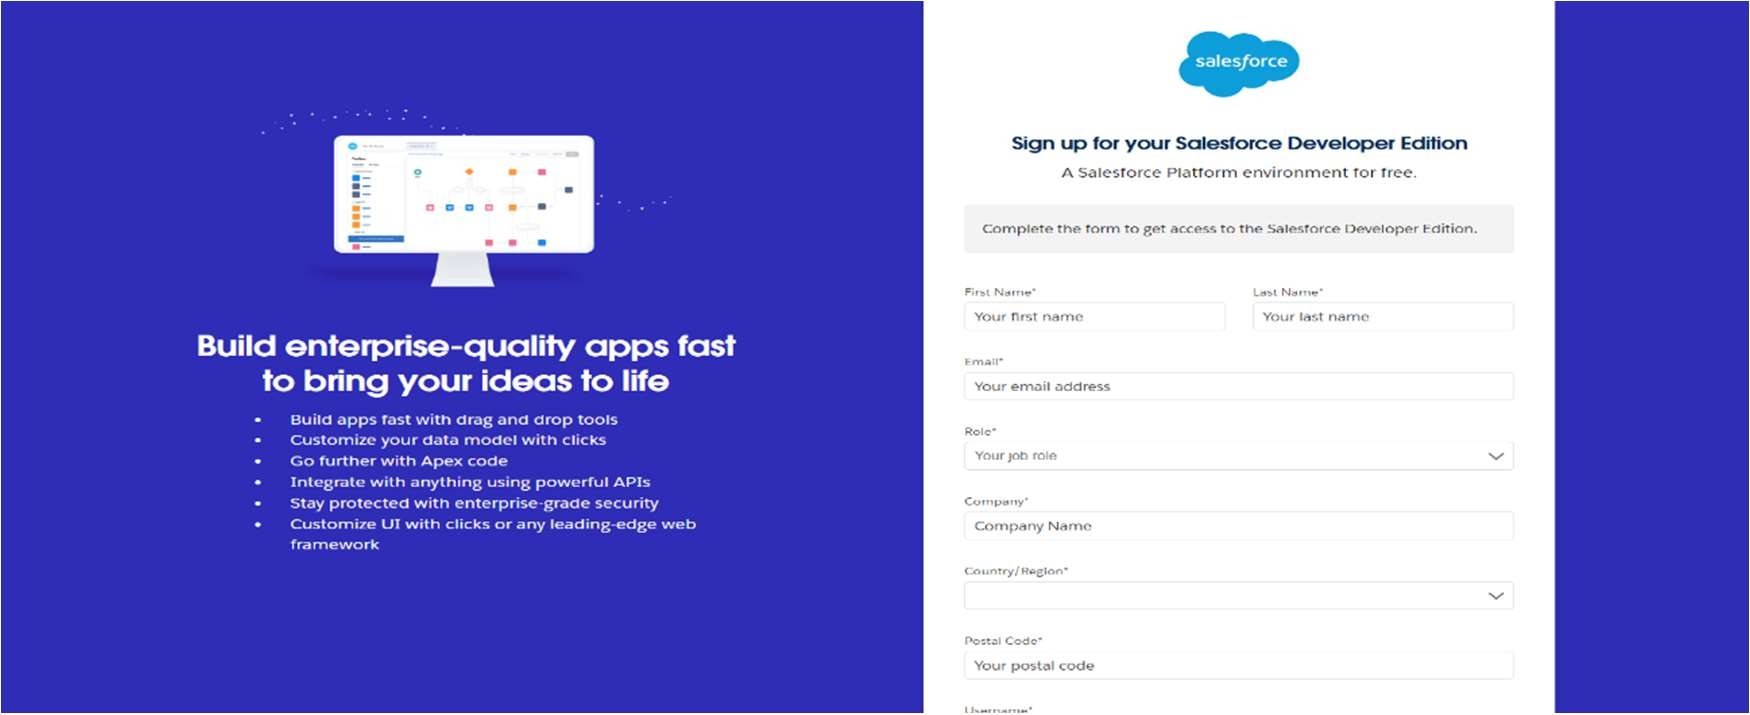 Build enterprise-quality apps fast
to bring your ideas to life
• Build apps fast with drag and drop tools
• Customize your data model with clicks
• Go further with Apex code
• Integrate with anything using powerful APIs
• Stay protected with enterprise-grade security
• Customize UI with clicks or any leading-edge web
framework
salesforce
Sign up for your Salesforce Developer Edition
A Salesforce Platform environment for free.
Complete the form to get access to the Salesforce Developer Edition.
First Name* Last Name*
Your first name Your last name
Email*
Your email address
Role*
Your job role
Company*
Company Name
Country/Region*
Postal Code*
Your postal code
Username*